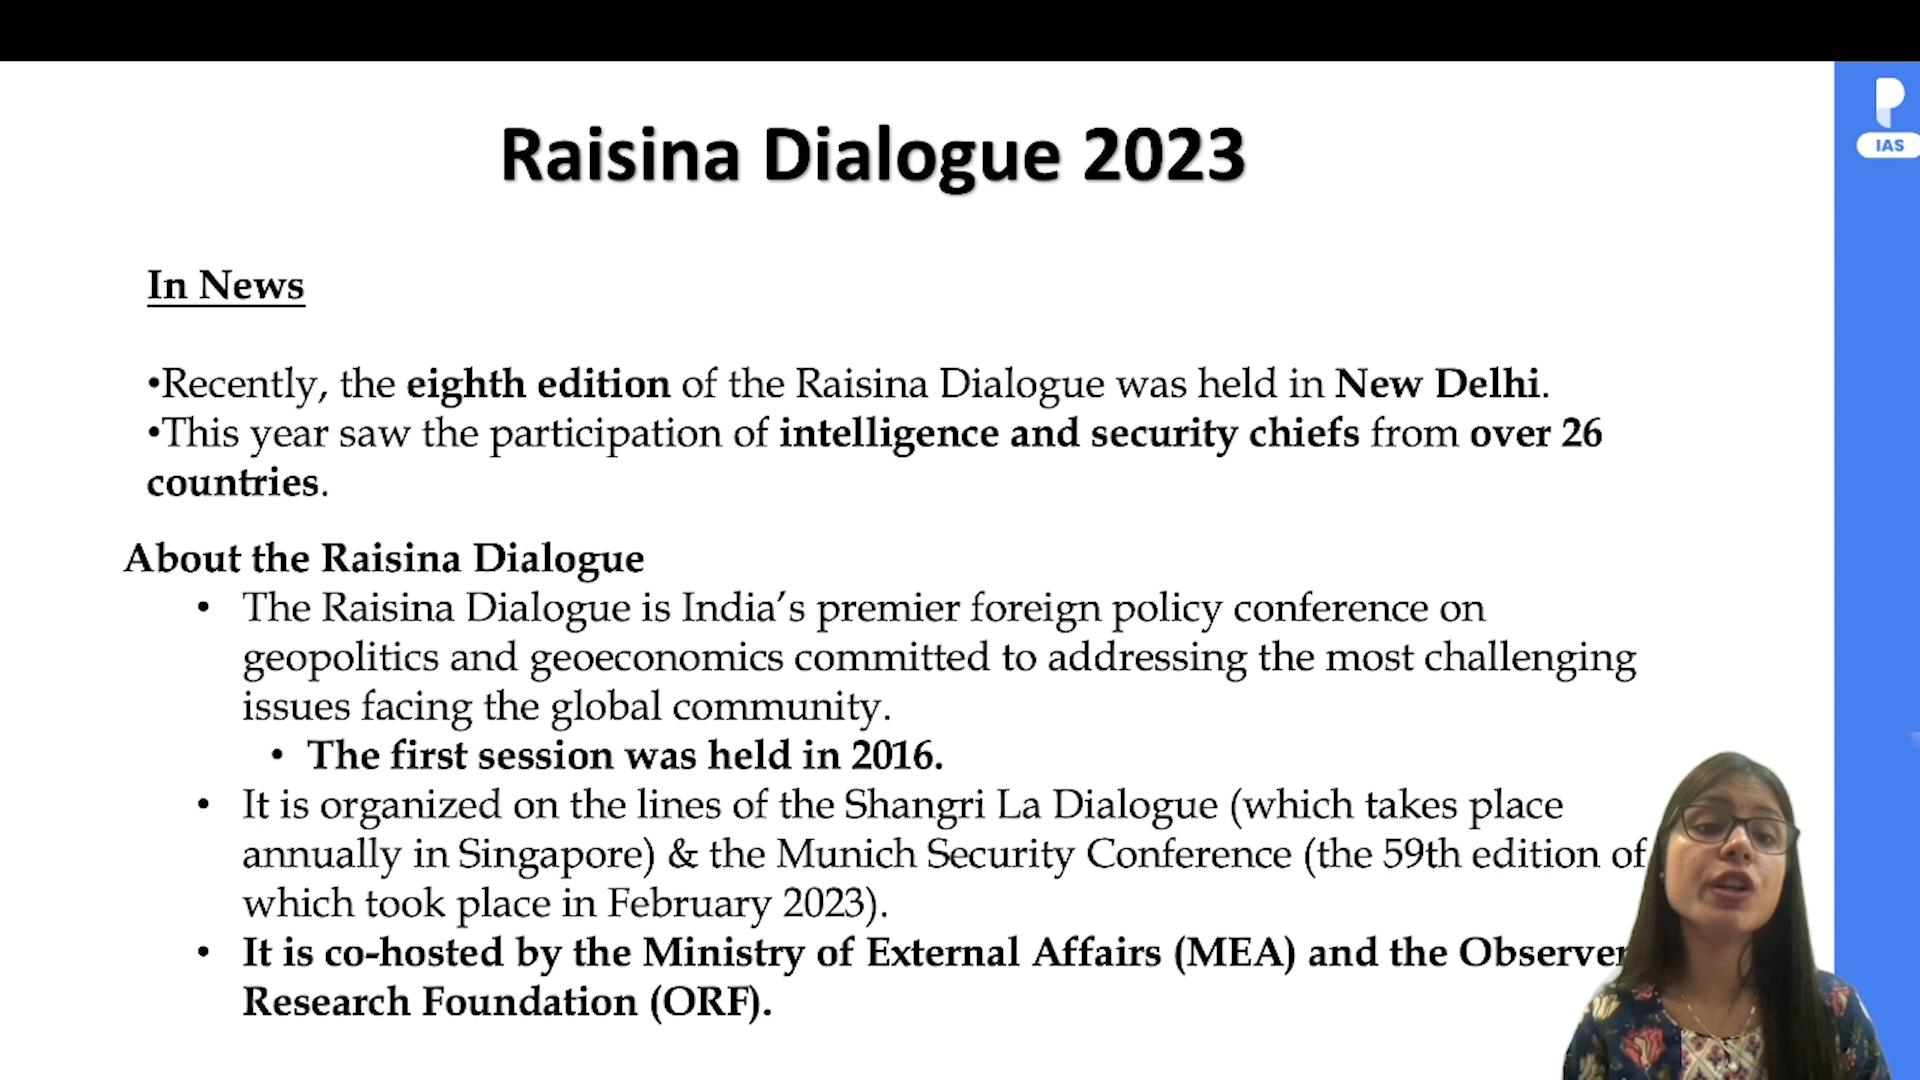 Raisina Dialogue 2023
IAS
In News
•Recently, the eighth edition of the Raisina Dialogue was held in New Delhi.
•This year saw the participation of intelligence and security chiefs from over 26
countries.
About the Raisina Dialogue
• The Raisina Dialogue is India’s premier foreign policy conference on
geopolitics and geoeconomics committed to addressing the most challenging
issues facing the global community.
• The first session was held in 2016.
• It is organized on the lines of the Shangri La Dialogue (which takes place
annually in Singapore) & the Munich Security Conference (the 59th edition of
which took place in February 2023).
• It is co-hosted by the Ministry of External Affairs (MEA) and the Observer
Research Foundation (ORF).